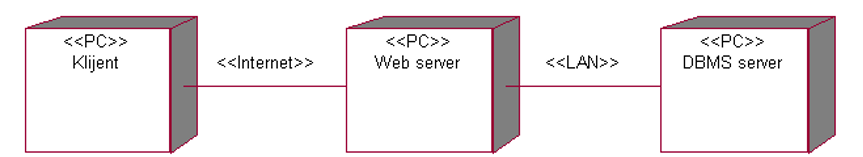 <<PC>>
Klijent
<<Internet>>
<<PC>>
Web server
<<LAN>>
<<PC>>
DBMS server